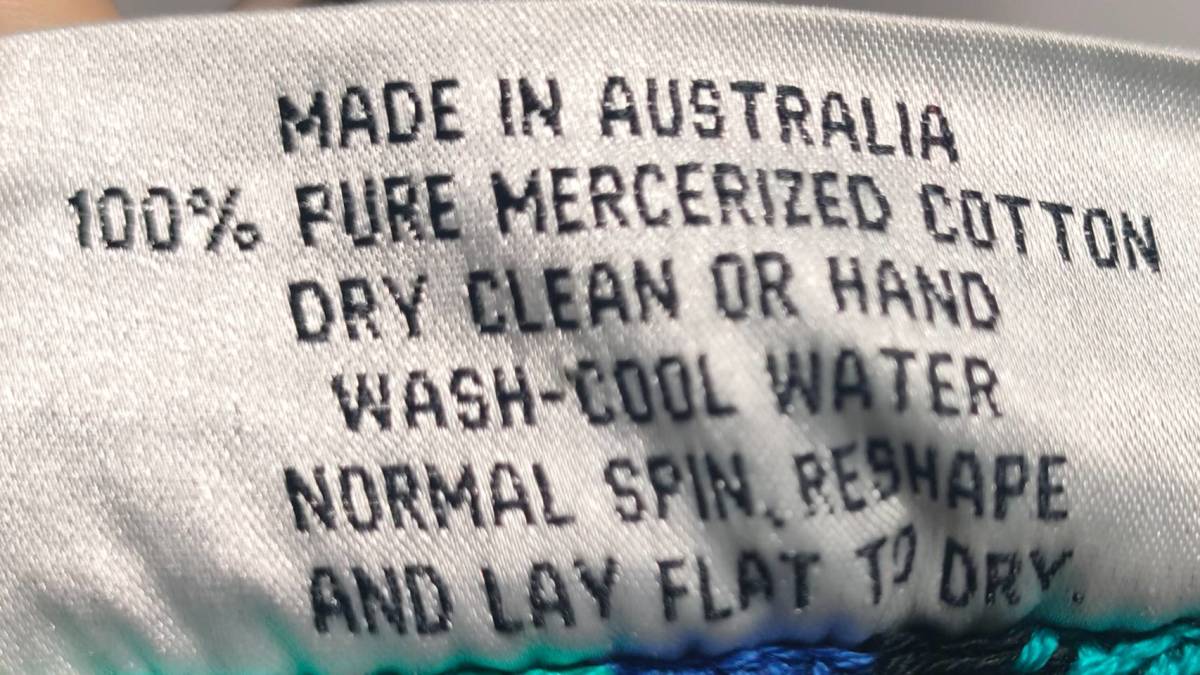 MADE IN AUSTRALIA
100% PURE MERCERIZED COTTON
DRY CLEAN OR HAND
WASH-COOL WATER
NORMAL SPIN, RESHAPE
AND LAY FLAT TO DRY.